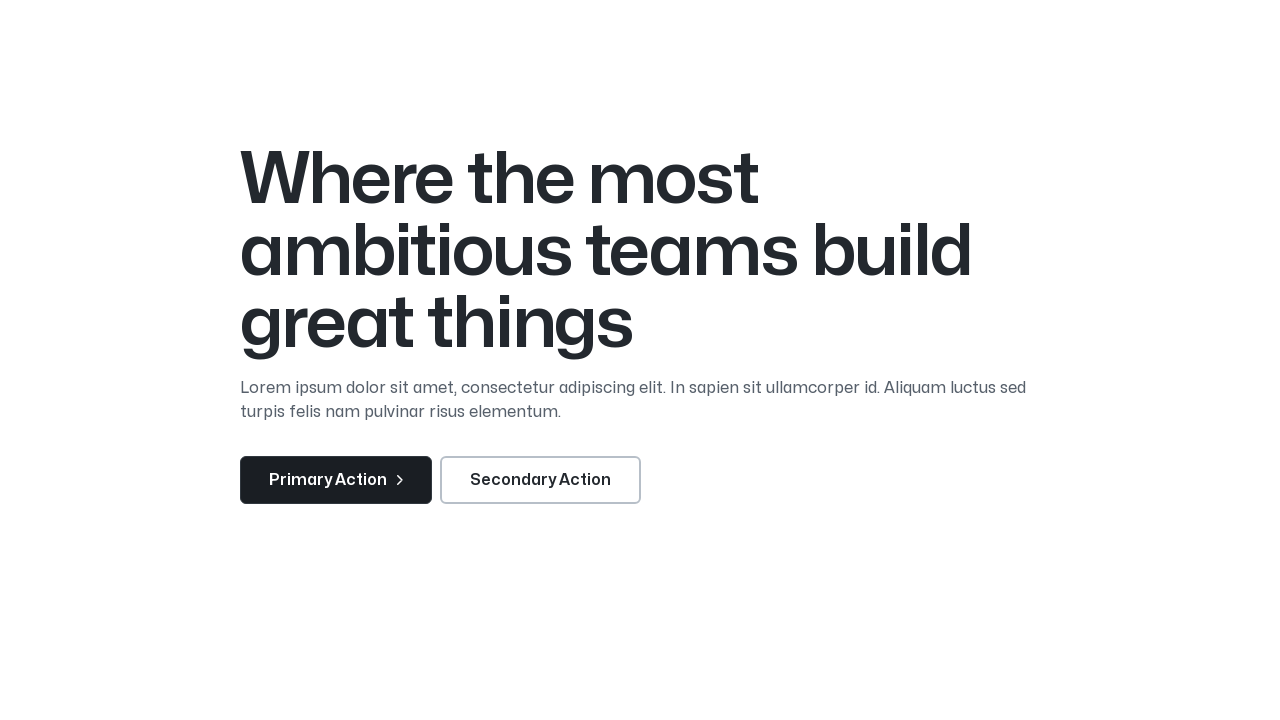 Where the most
ambitious teams build
great things
Lorem ipsum dolor sit amet, consectetur adipiscing elit. In sapien sit ullamcorper id. Aliquam luctus sed
turpis felis nam pulvinar risus elementum.
Primary Action
Secondary Action